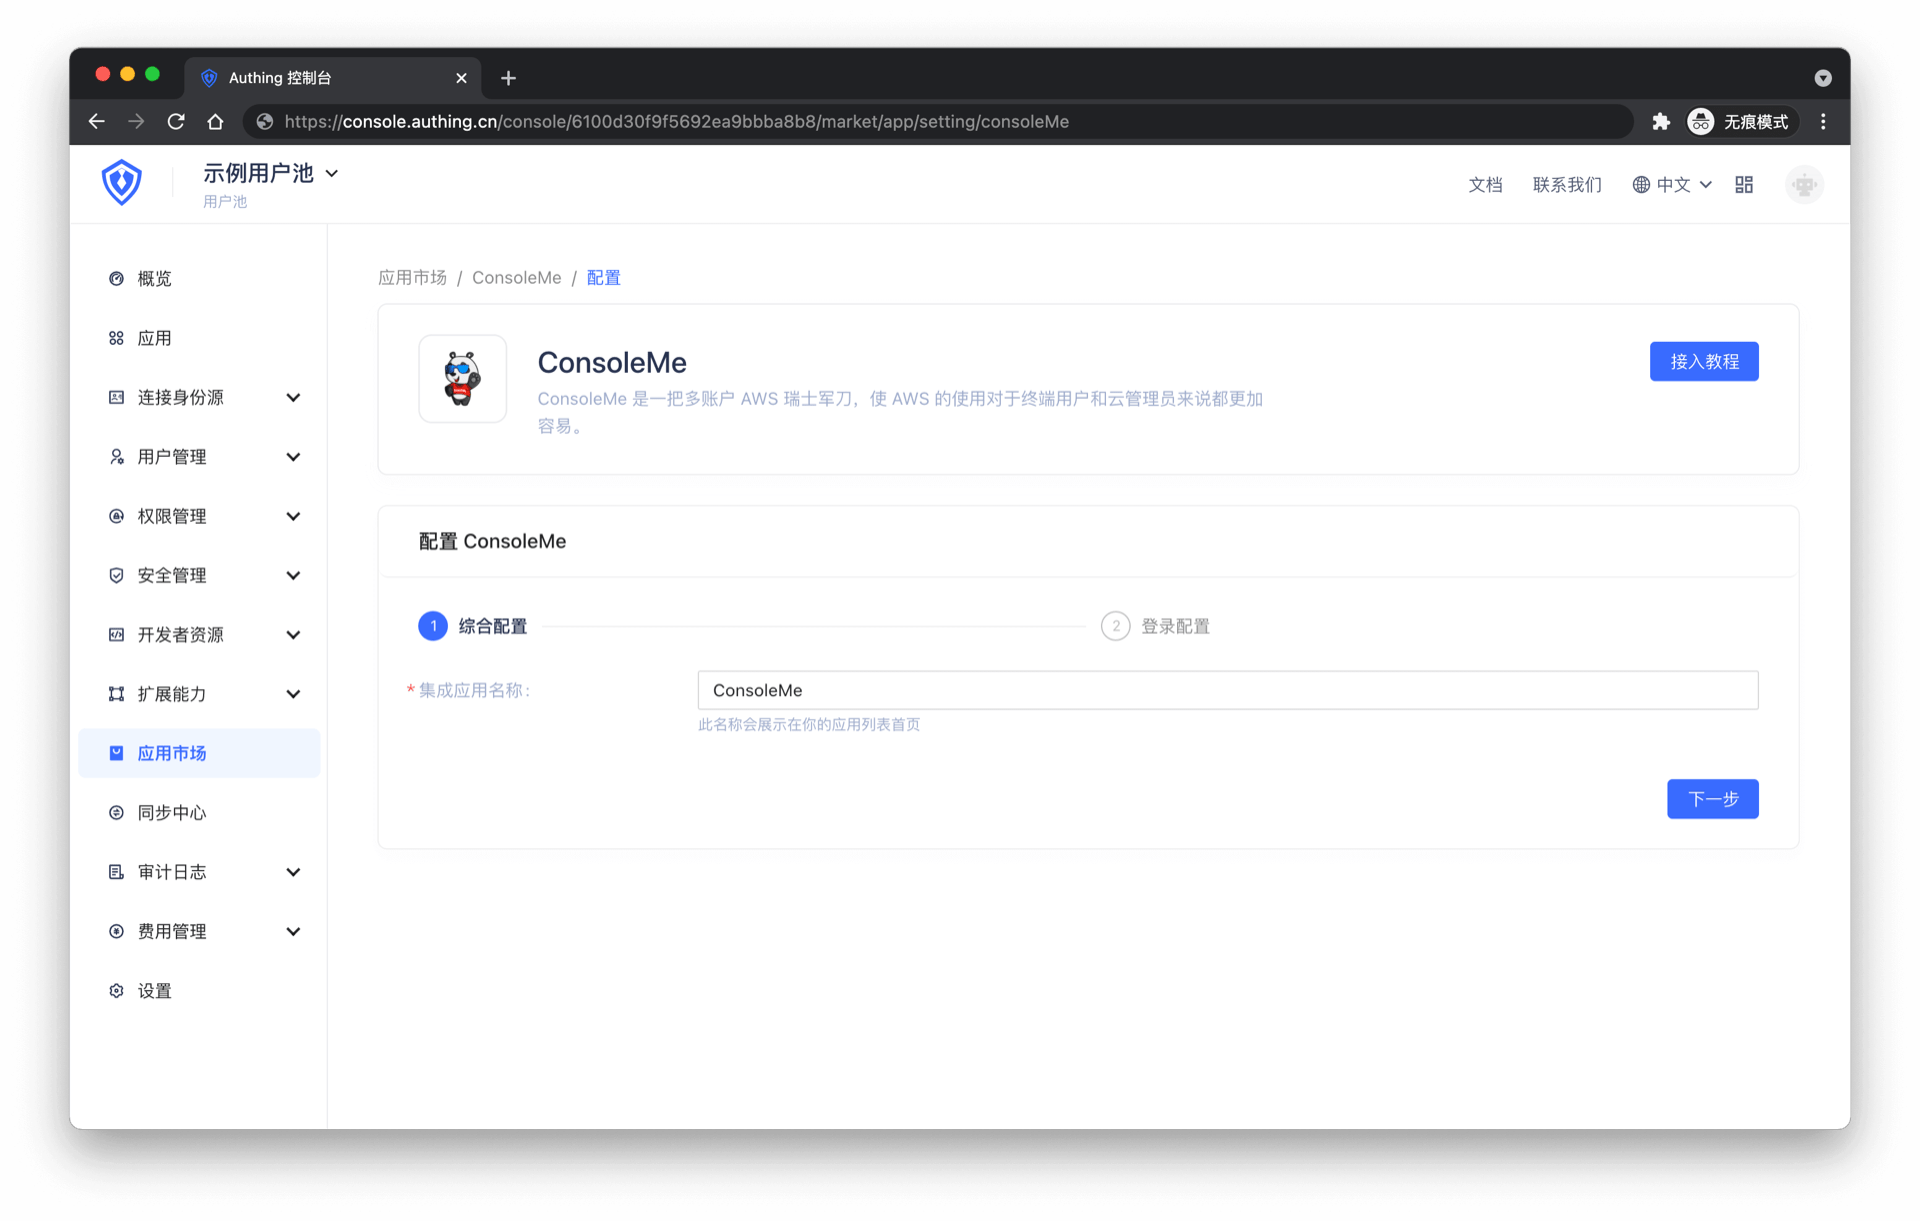 Authing 控制台
https://console.authing.cn/console/6100d30f9f5692ea9bbba8b8/market/app/setting/consoleMe
无痕模式
示例用户池
用户池
文档
联系我们
中文
概览
应用
连接身份源
用户管理
权限管理
安全管理
开发者资源
扩展能力
应用市场
同步中心
审计日志
费用管理
设置
应用市场 / ConsoleMe / 配置
ConsoleMe
接入教程
ConsoleMe 是一把多账户 AWS 瑞士军刀，使 AWS 的使用对于终端用户和云管理员来说都更加
容易。
配置 ConsoleMe
1 综合配置
2 登录配置
* 集成应用名称:
ConsoleMe
此名称会展示在你的应用列表首页
下一步